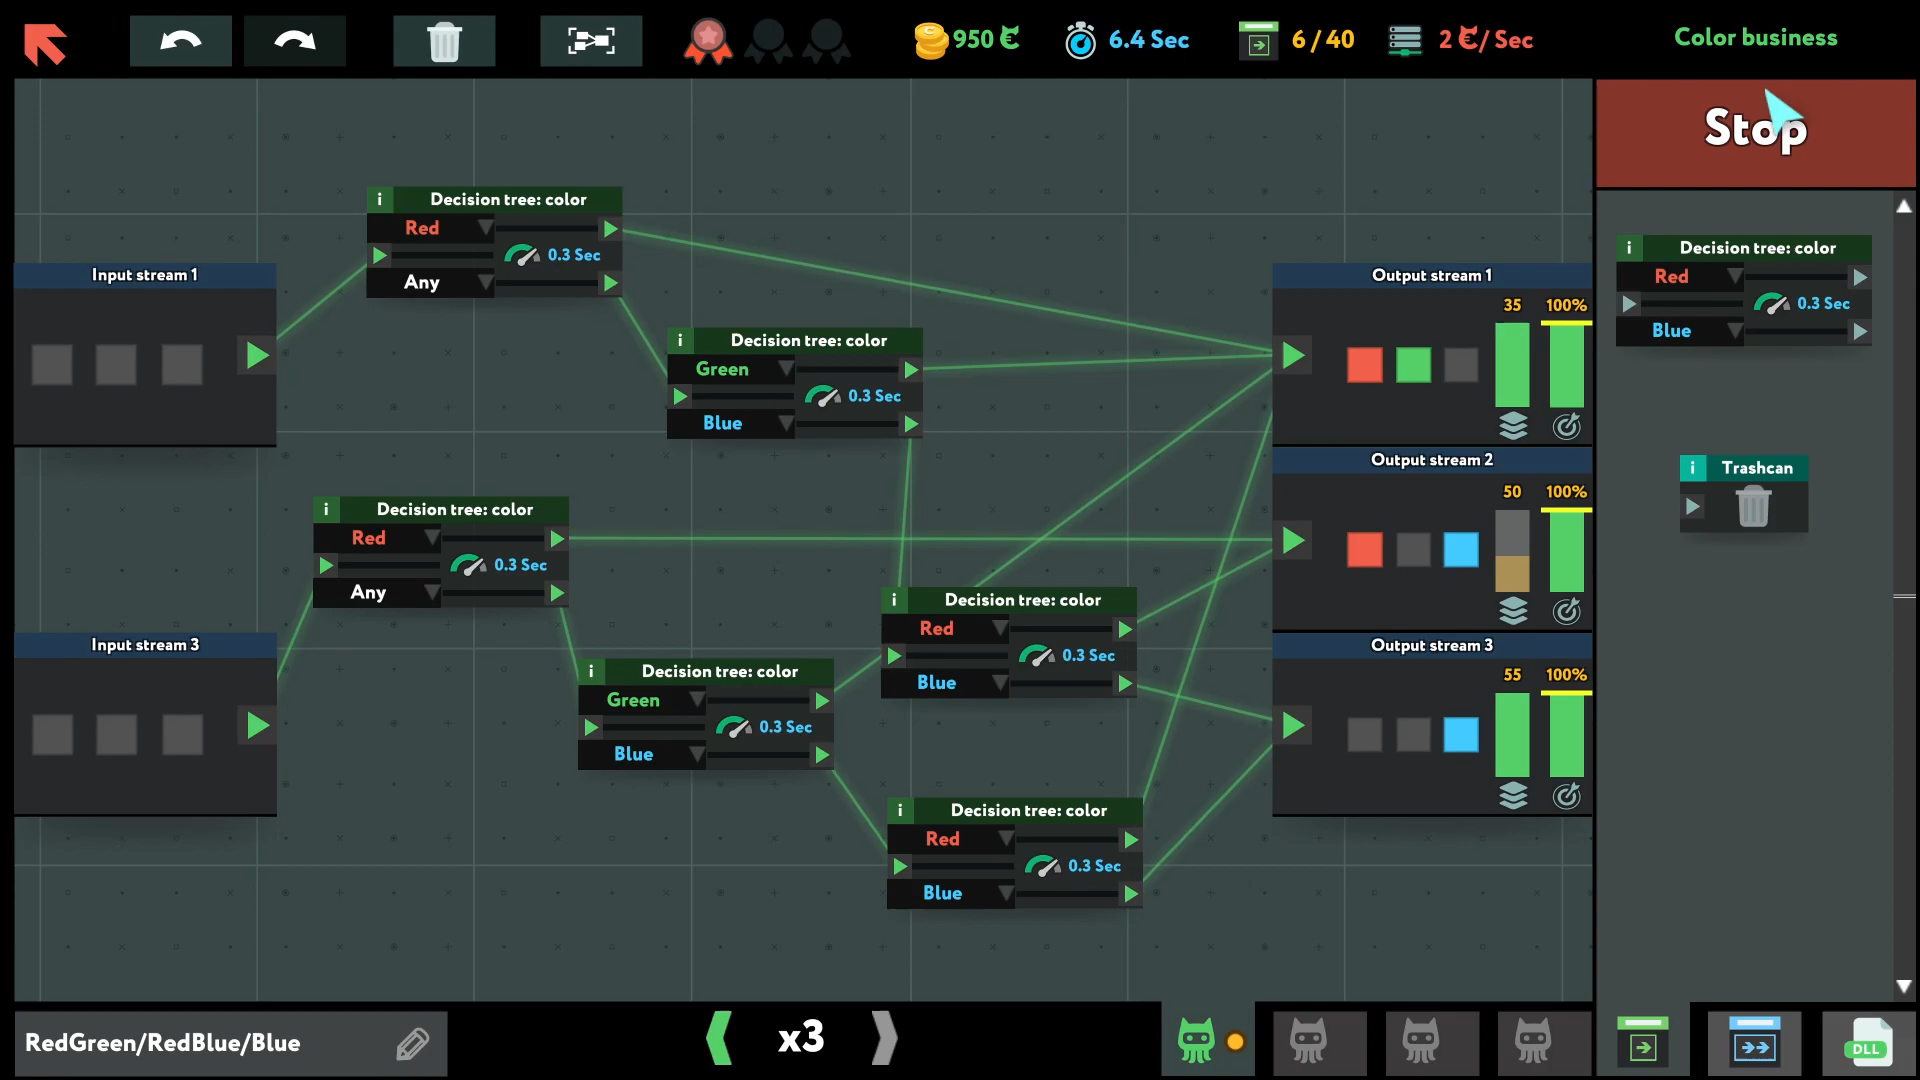 950
6.4 Sec
6 / 40
2 / Sec
Color business
Stop
i Decision tree: color
Red
0.3 Sec
Any
Input stream 1
i Decision tree: color
Green
0.3 Sec
Blue
Output stream 1
35 100%
i Decision tree: color
Red
0.3 Sec
Blue
i Trashcan
Output stream 2
50 100%
i Decision tree: color
Red
0.3 Sec
Any
Input stream 3
i Decision tree: color
Green
0.3 Sec
Blue
i Decision tree: color
Red
0.3 Sec
Blue
Output stream 3
55 100%
i Decision tree: color
Red
0.3 Sec
Blue
RedGreen/RedBlue/Blue
x3
DLL